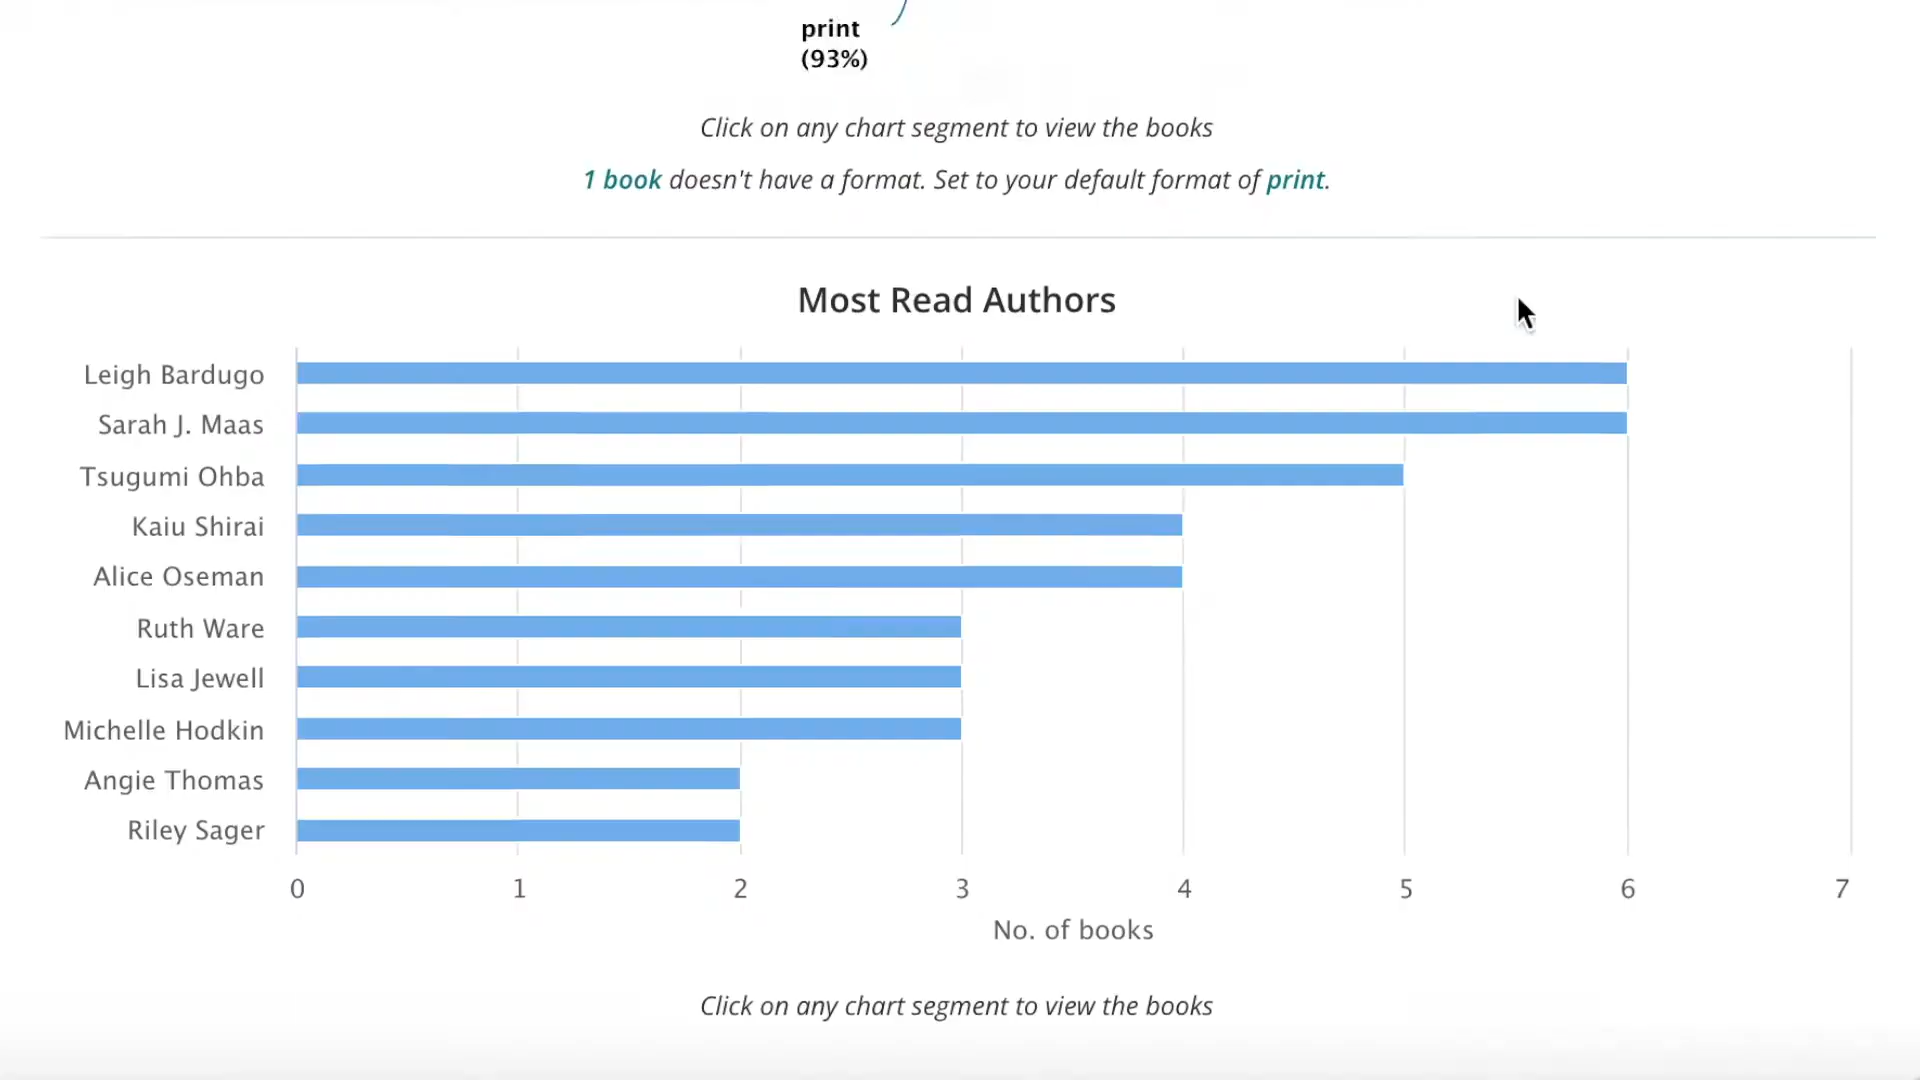 print
(93%)
Click on any chart segment to view the books
1 book doesn't have a format. Set to your default format of print.
Most Read Authors
Leigh Bardugo
Sarah J. Maas
Tsugumi Ohba
Kaiu Shirai
Alice Oseman
Ruth Ware
Lisa Jewell
Michelle Hodkin
Angie Thomas
Riley Sager
0 1 2 3 4 5 6 7
No. of books
Click on any chart segment to view the books